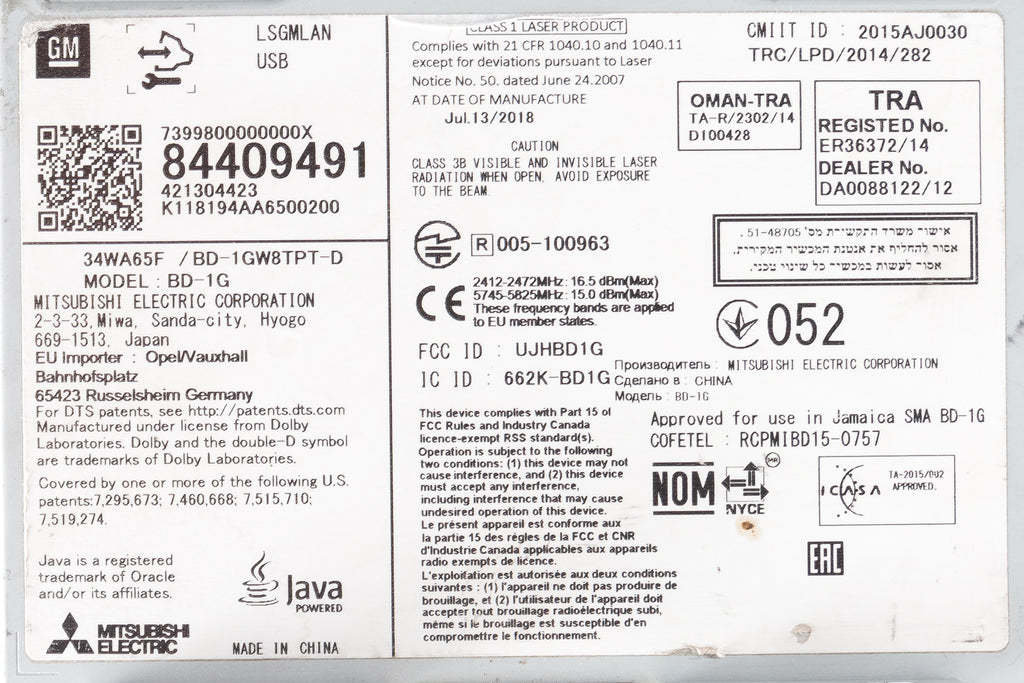 GM
LSGMLAN
USB
7399800000000X
84409491
421304423
K118194AA6500200
34WA65F / BD-1GW8TPT-D
MODEL : BD-1G
MITSUBISHI ELECTRIC CORPORATION
2-3-33,Miwa, Sanda-city, Hyogo
669-1513, Japan
EU Importer : Opel/Vauxhall
Bahnhofsplatz
65423 Russelsheim Germany
For DTS patents, see http://patents.dts.com
Manufactured under license from Dolby
Laboratories. Dolby and the double-D symbol
are trademarks of Dolby Laboratories.
Covered by one or more of the following U.S.
patents:7,295,673; 7,460,668; 7,515,710;
7,519,274.
Java is a registered
trademark of Oracle
and/or its affiliates.
Java
POWERED
MITSUBISHI
ELECTRIC
MADE IN CHINA
CLASS 1 LASER PRODUCT
Complies with 21 CFR 1040.10 and 1040.11
except for deviations pursuant to Laser
Notice No. 50. dated June 24.2007
AT DATE OF MANUFACTURE
Jul.13/2018
CAUTION
CLASS 3B VISIBLE AND INVISIBLE LASER
RADIATION WHEN OPEN. AVOID EXPOSURE
TO THE BEAM
R 005-100963
CE
2412-2472MHz: 16.5 dBm(Max)
5745-5825MHz: 15.0 dBm(Max)
These frequency bands are applied
to EU member states.
FCC ID : UJHBD1G
IC ID : 662K-BD1G
This device complies with Part 15 of
FCC Rules and Industry Canada
licence-exempt RSS standard(s).
Operation is subject to the following
two conditions: (1) this device may not
cause interference, and (2) this device
must accept any interference,
including interference that may cause
undesired operation of this device.
Le présent appareil est conforme aux
la partie 15 des règles de la FCC et CNR
d'Industrie Canada applicables aux appareils
radio exempts de licence.
L'exploitation est autorisée aux deux conditions
suivantes : (1) l'appareil ne doit pas produire de
brouillage, et (2) l'utilisateur de l'appareil doit
accepter tout brouillage radioélectrique subi,
même si le brouillage est susceptible d'en
compromettre le fonctionnement.
CMIIT ID : 2015AJ0030
TRC/LPD/2014/282
OMAN-TRA
TA-R/2302/14
D100428
TRA
REGISTERED No.
ER36372/14
DEALER No.
DA0088122/12
אישור משרד התקשורת מס' 51-48705.
אסור להחליף את אנטנת המכשיר המקורית,
אסור לעשות במכשיר כל שינוי טכני.
052
Производитель : MITSUBISHI ELECTRIC CORPORATION
Сделано в : CHINA
Модель : BD-1G
Approved for use in Jamaica SMA BD-1G
COFETEL : RCPMIBD15-0757
NOM
NYCE
ICASA
TA-2015/092
APPROVED.
EAC